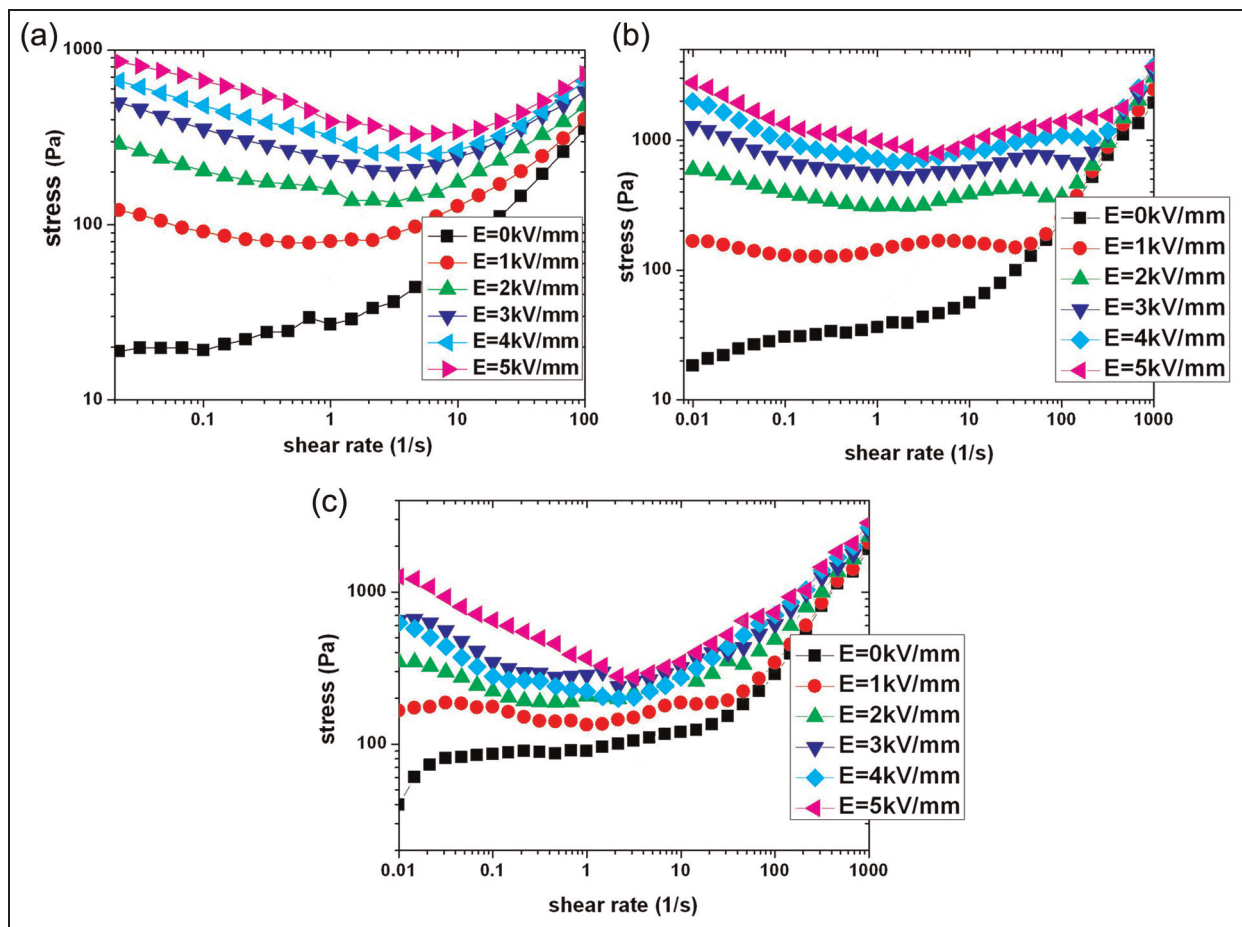 (a)
1000
100
10
stress (Pa)
0.1 1 10 100
shear rate (1/s)
E=0kV/mm
E=1kV/mm
E=2kV/mm
E=3kV/mm
E=4kV/mm
E=5kV/mm
(b)
1000
100
10
stress (Pa)
0.01 0.1 1 10 100 1000
shear rate (1/s)
E=0kV/mm
E=1kV/mm
E=2kV/mm
E=3kV/mm
E=4kV/mm
E=5kV/mm
(c)
1000
100
stress (Pa)
0.01 0.1 1 10 100 1000
shear rate (1/s)
E=0kV/mm
E=1kV/mm
E=2kV/mm
E=3kV/mm
E=4kV/mm
E=5kV/mm